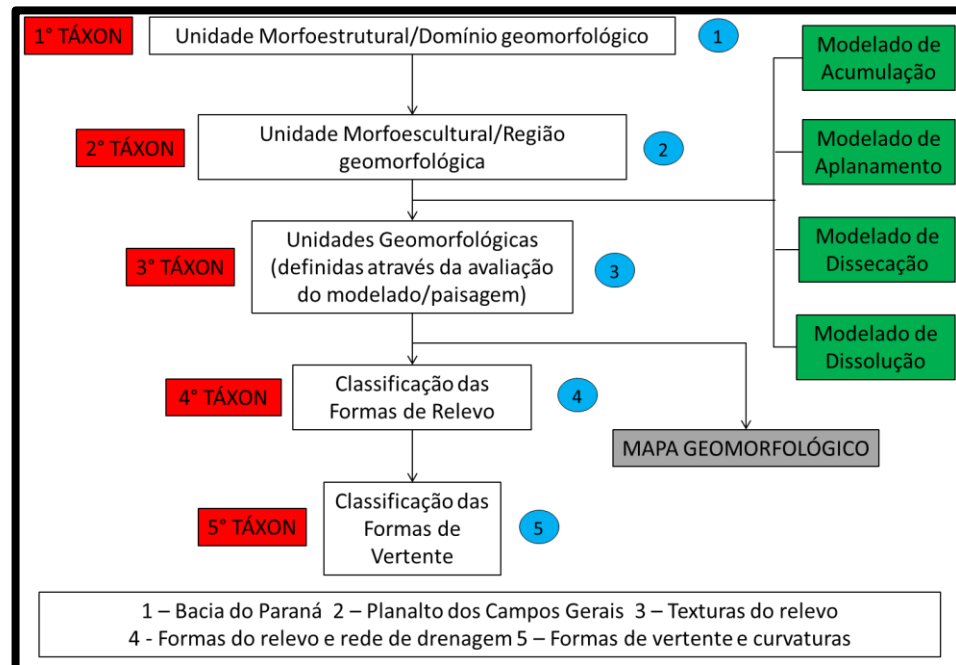 1° TÁXON
Unidade Morfoestrutural/Domínio geomorfológico
1
2° TÁXON
Unidade Morfoescultural/Região
geomorfológica
2
3° TÁXON
Unidades Geomorfológicas
(definidas através da avaliação
do modelado/paisagem)
3
4° TÁXON
Classificação das
Formas de Relevo
4
5° TÁXON
Classificação das
Formas de
Vertente
5
Modelado de
Acumulação
Modelado de
Aplanamento
Modelado de
Dissecação
Modelado de
Dissolução
MAPA GEOMORFOLÓGICO
1 – Bacia do Paraná 2 – Planalto dos Campos Gerais 3 – Texturas do relevo
4 - Formas do relevo e rede de drenagem 5 – Formas de vertente e curvaturas